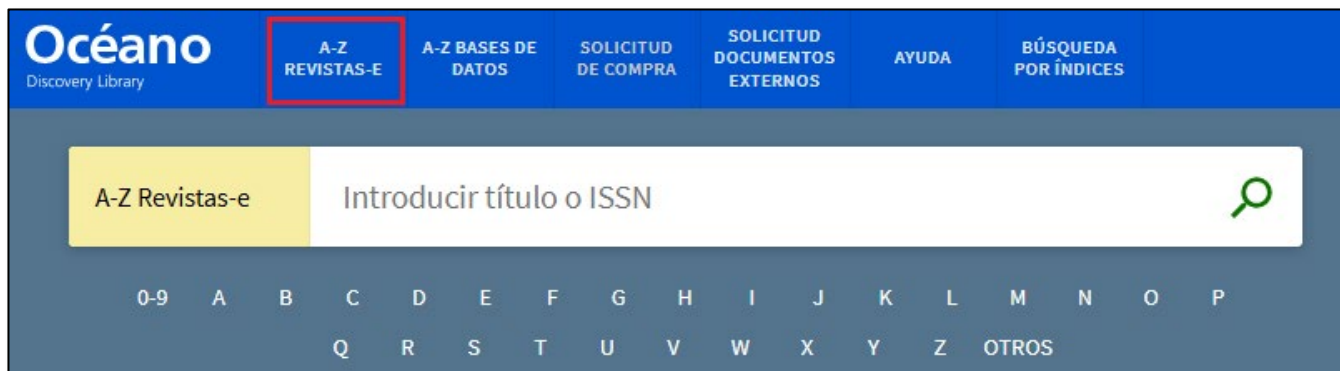 Océano
Discovery Library
A-Z
REVISTAS-E
A-Z BASES DE
DATOS
SOLICITUD
DE COMPRA
SOLICITUD
DOCUMENTOS
EXTERNOS
AYUDA
BÚSQUEDA
POR ÍNDICES
A-Z Revistas-e
Introducir título o ISSN
0-9 A B C D E F G H I J K L M N O P
Q R S T U V W X Y Z OTROS